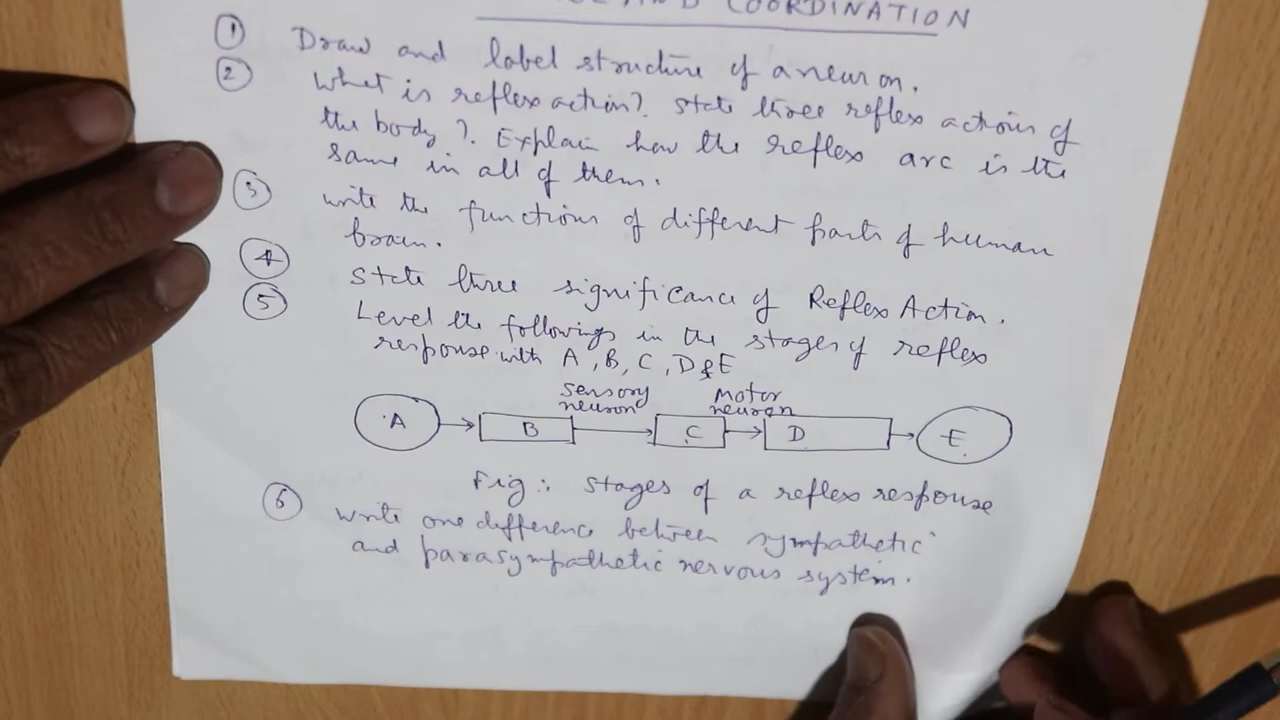 AND COORDINATION
① Draw and label structure of a neuron.
② What is reflex action? State three reflex actions of
the body?. Explain how the reflex arc is the
same in all of them.
③ write the functions of different parts of human
brain.
④ State three significance of Reflex Action.
⑤ Level the followings in the stages of reflex
response with A, B, C, D & E
sensory neuron
Motor neuron
A B C D E
Fig: Stages of a reflex response
⑥ write one difference between sympathetic
and parasympathetic nervous system.